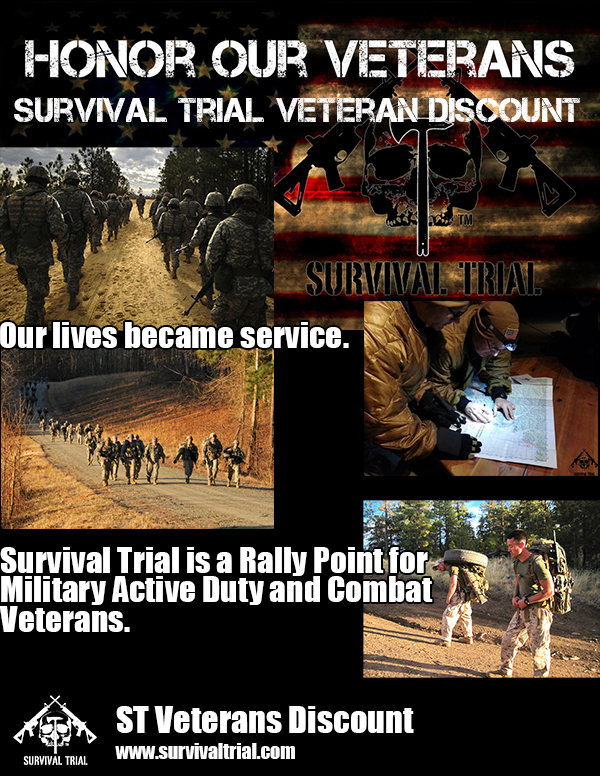 HONOR OUR VETERANS
SURVIVAL TRIAL VETERAN DISCOUNT
TM
SURVIVAL TRIAL
Our lives became service.
Survival Trial is a Rally Point for
Military Active Duty and Combat
Veterans.
ST Veterans Discount
www.survivaltrial.com
SURVIVAL TRIAL